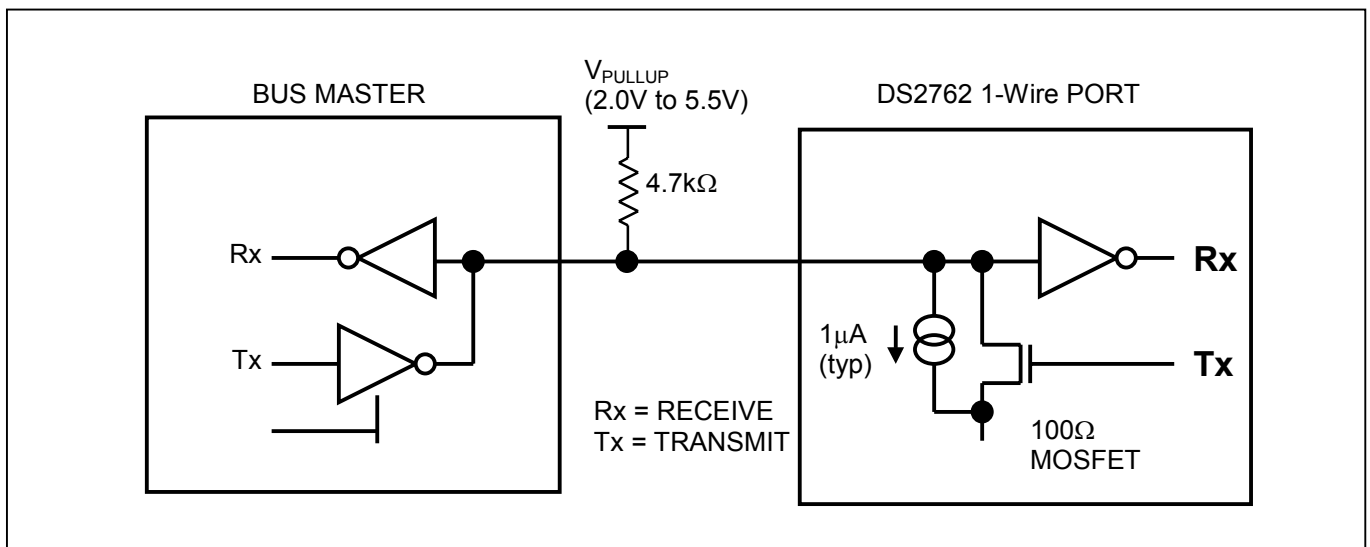 V_PULLUP
(2.0V to 5.5V)
BUS MASTER
DS2762 1-Wire PORT
4.7kΩ
Rx
Rx
1μA
(typ)
Tx
Tx
Rx = RECEIVE
Tx = TRANSMIT
100Ω
MOSFET